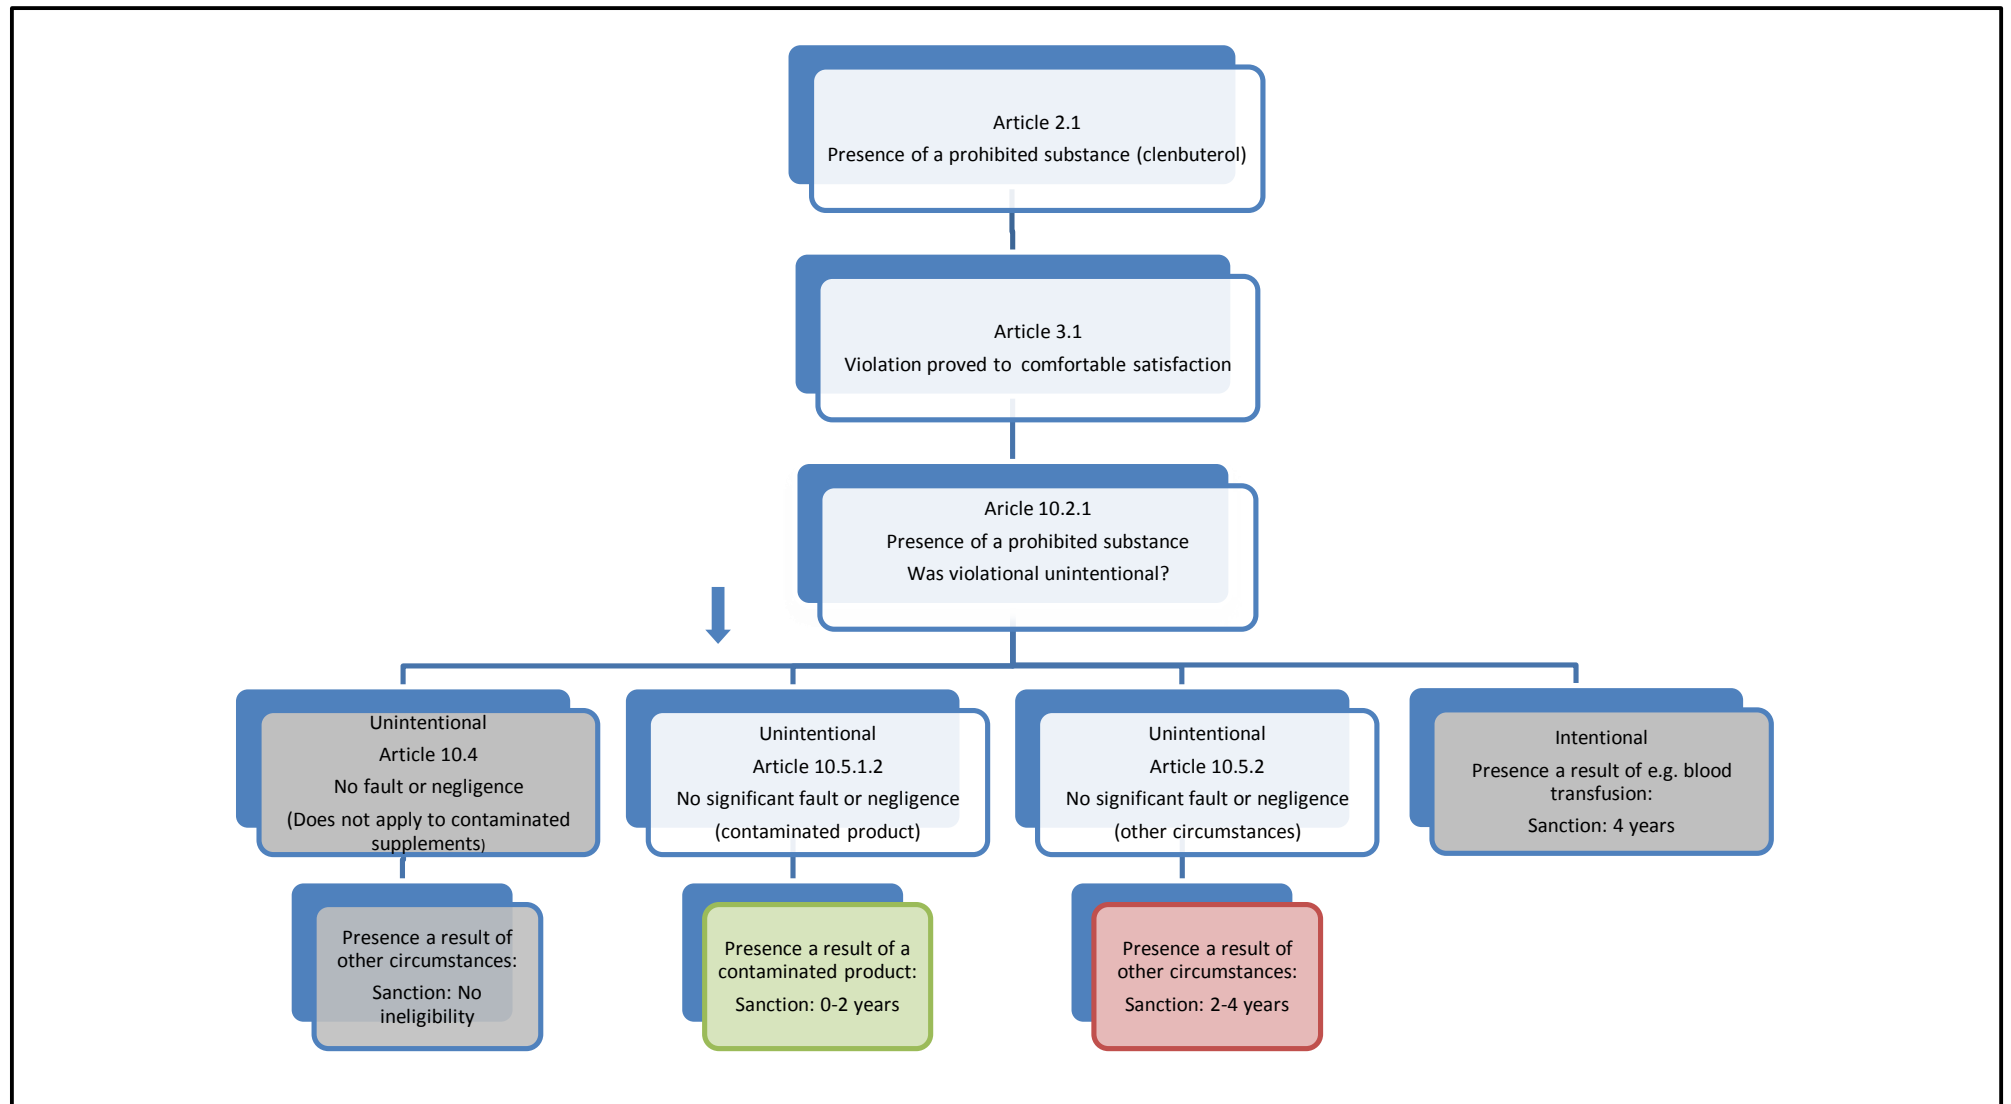 Article 2.1
Presence of a prohibited substance (clenbuterol)
Article 3.1
Violation proved to comfortable satisfaction
Aricle 10.2.1
Presence of a prohibited substance
Was violational unintentional?
Unintentional
Article 10.4
No fault or negligence
(Does not apply to contaminated
supplements)
Unintentional
Article 10.5.1.2
No significant fault or negligence
(contaminated product)
Unintentional
Article 10.5.2
No significant fault or negligence
(other circumstances)
Intentional
Presence a result of e.g. blood
transfusion:
Sanction: 4 years
Presence a result of
other circumstances:
Sanction: No
ineligibility
Presence a result of a
contaminated product:
Sanction: 0-2 years
Presence a result of
other circumstances:
Sanction: 2-4 years